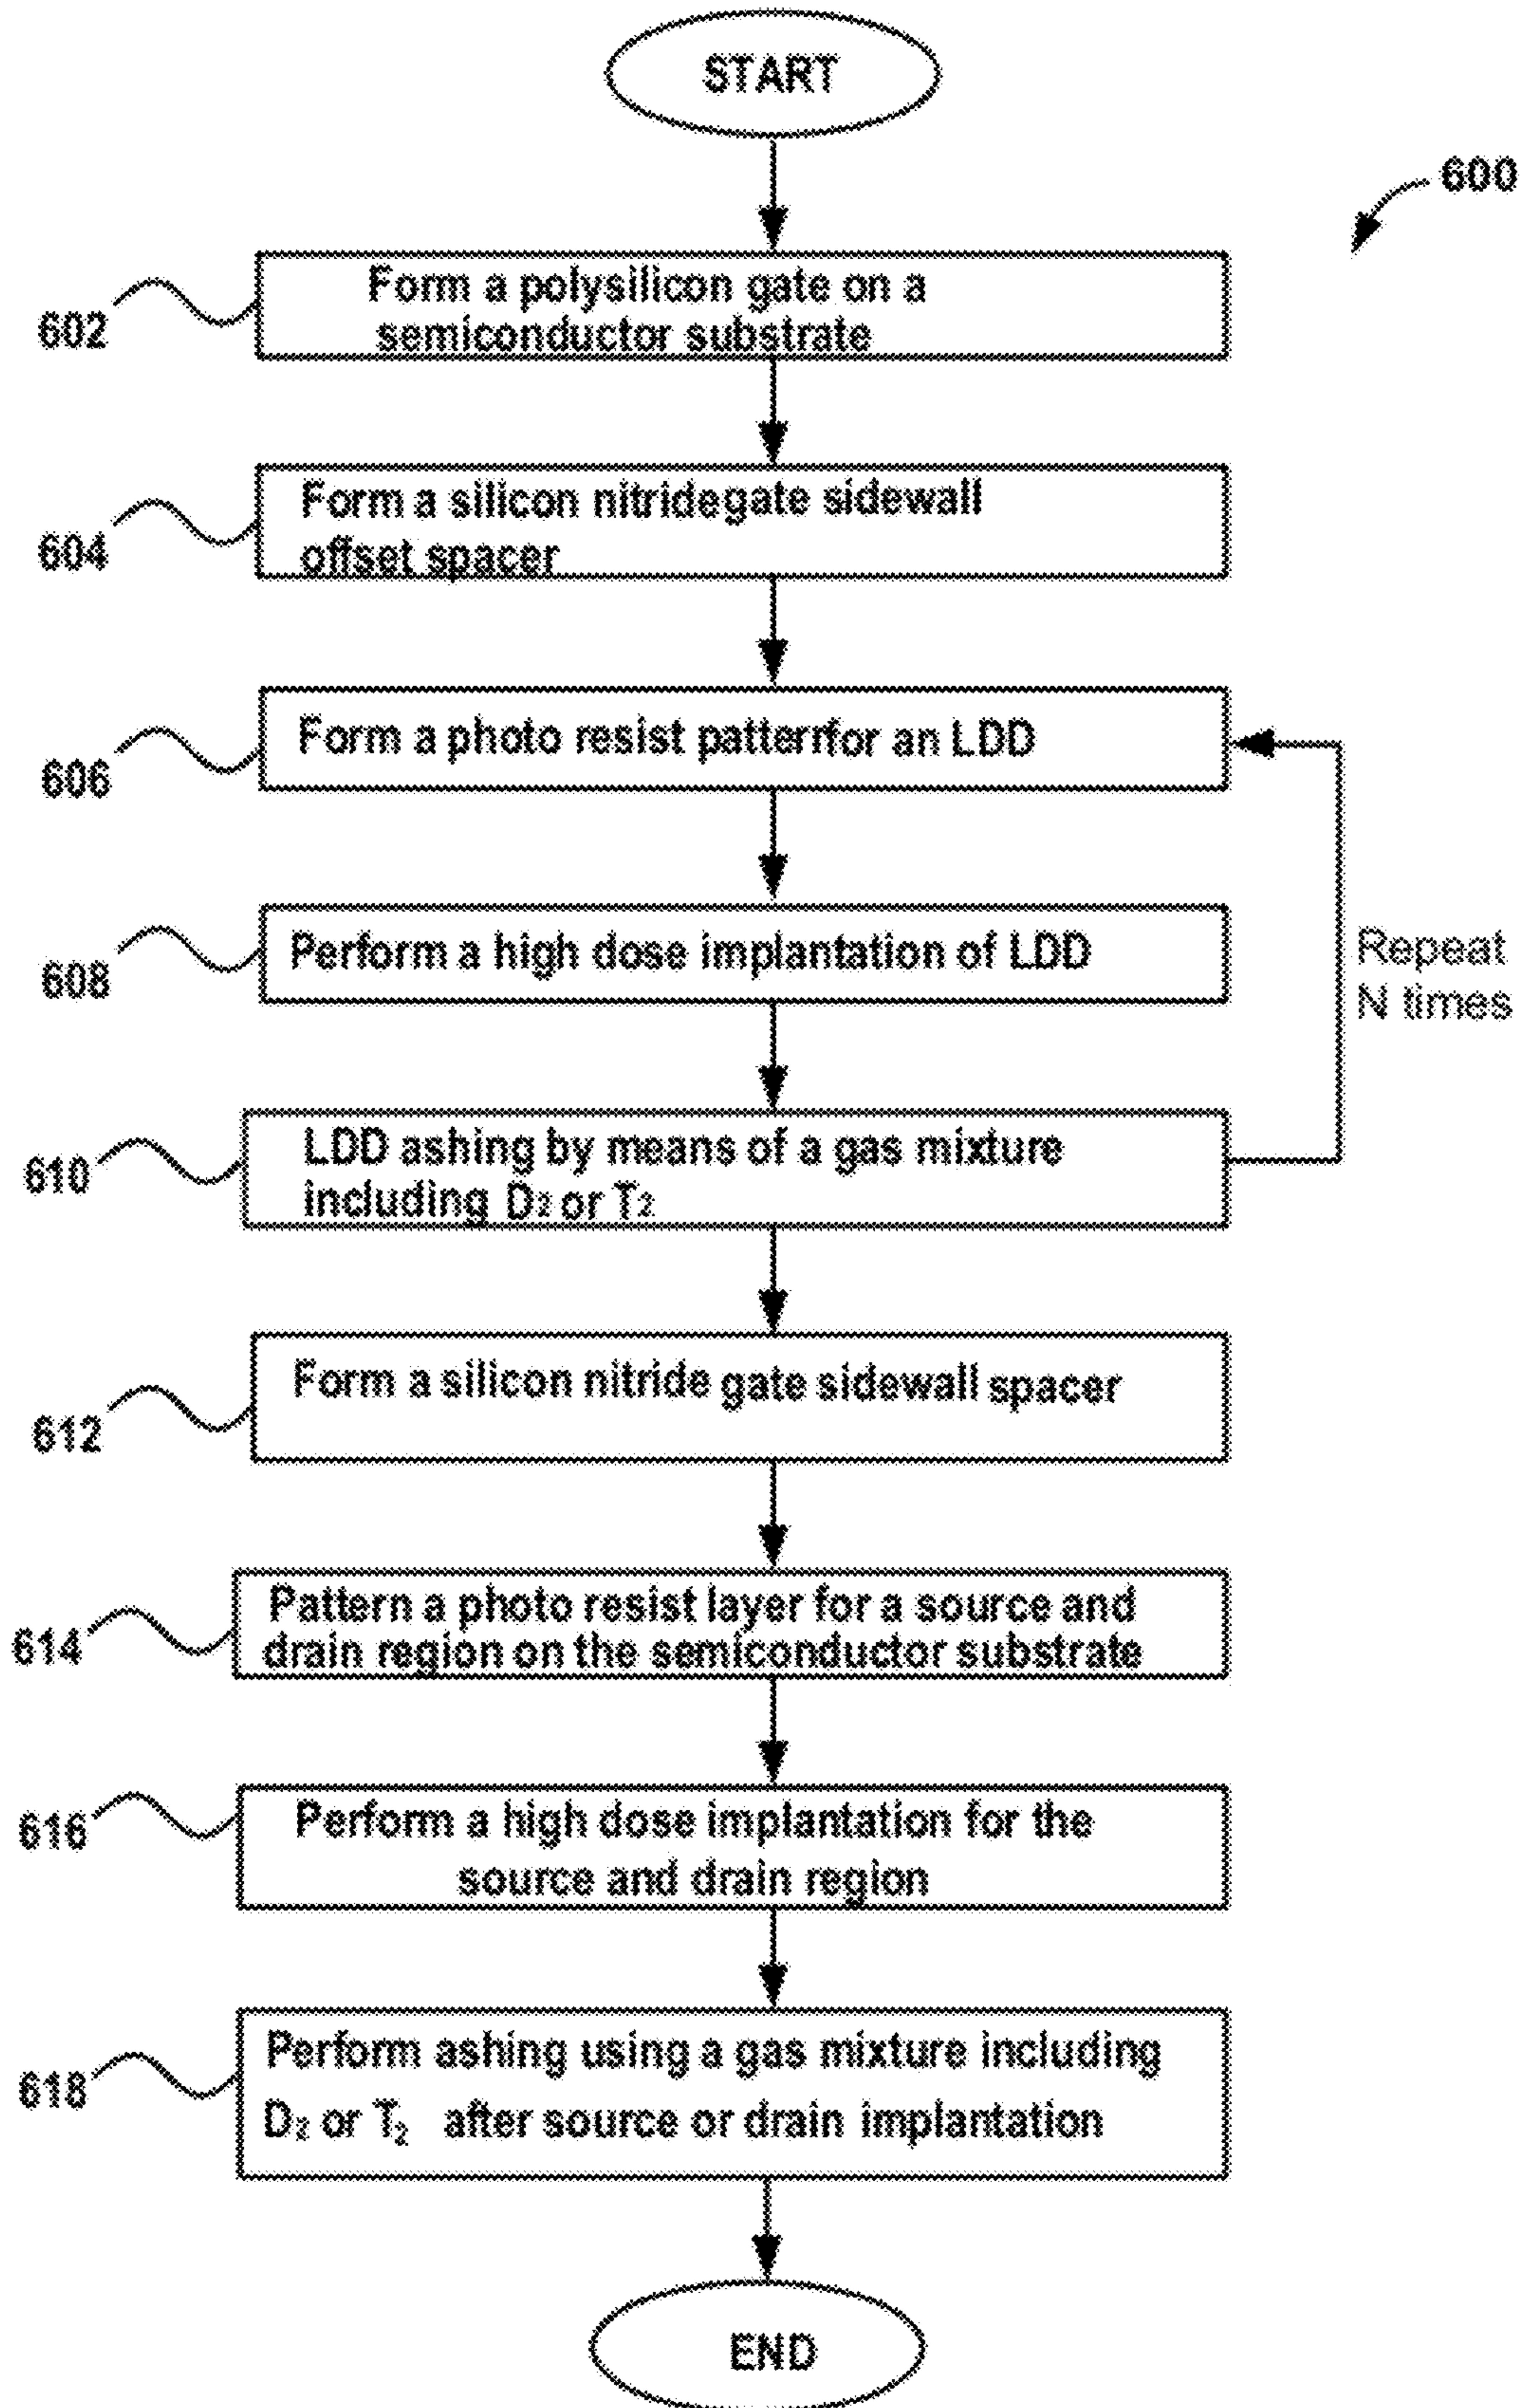 START
600
Form a polysilicon gate on a
semiconductor substrate
602
Form a silicon nitride gate sidewall
offset spacer
604
Form a photo resist pattern for an LDD
606
Perform a high dose implantation of LDD
608
Repeat
N times
LDD ashing by means of a gas mixture
including D₂ or T₂
610
Form a silicon nitride gate sidewall spacer
612
Pattern a photo resist layer for a source and
drain region on the semiconductor substrate
614
Perform a high dose implantation for the
source and drain region
616
Perform ashing using a gas mixture including
D₂ or T₂ after source or drain implantation
618
END